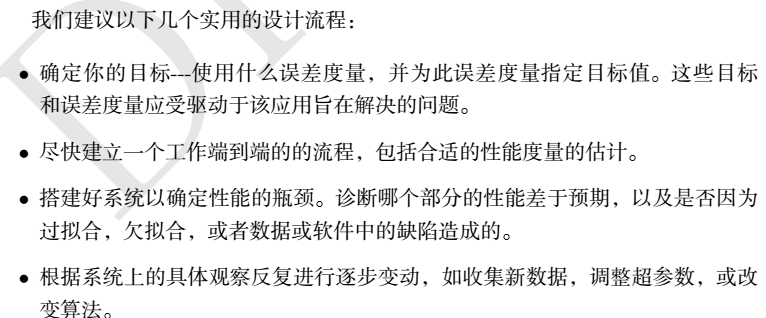 我们建议以下几个实用的设计流程：
• 确定你的目标---使用什么误差度量，并为此误差度量指定目标值。这些目标
和误差度量应受驱动于该应用旨在解决的问题。
• 尽快建立一个工作端到端的的流程，包括合适的性能度量的估计。
• 搭建好系统以确定性能的瓶颈。诊断哪个部分的性能差于预期，以及是否因为
过拟合，欠拟合，或者数据或软件中的缺陷造成的。
• 根据系统上的具体观察反复进行逐步变动，如收集新数据，调整超参数，或改
变算法。